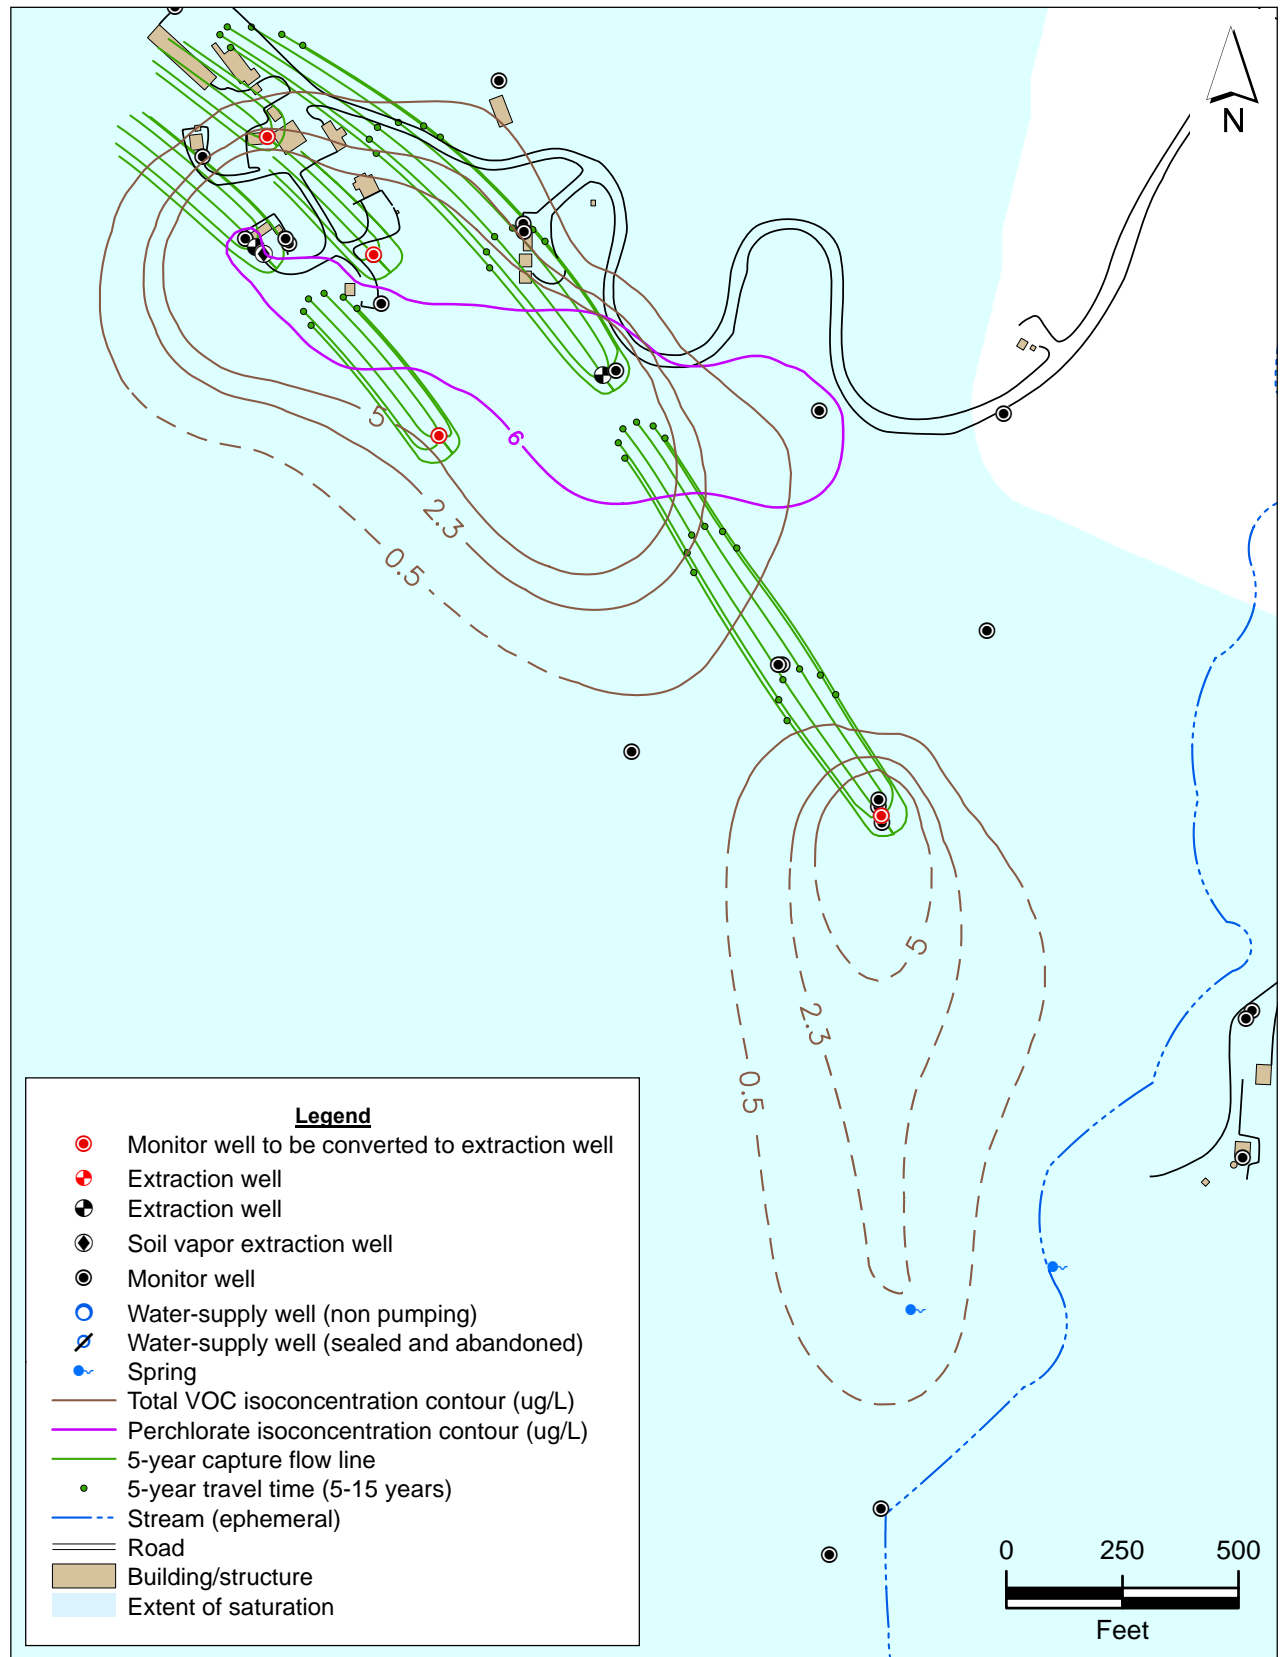 N
5
6
2.3
0.5
5
2.3
0.5
Legend
Monitor well to be converted to extraction well
Extraction well
Extraction well
Soil vapor extraction well
Monitor well
Water-supply well (non pumping)
Water-supply well (sealed and abandoned)
Spring
Total VOC isoconcentration contour (ug/L)
Perchlorate isoconcentration contour (ug/L)
5-year capture flow line
5-year travel time (5-15 years)
Stream (ephemeral)
Road
Building/structure
Extent of saturation
0 250 500
Feet